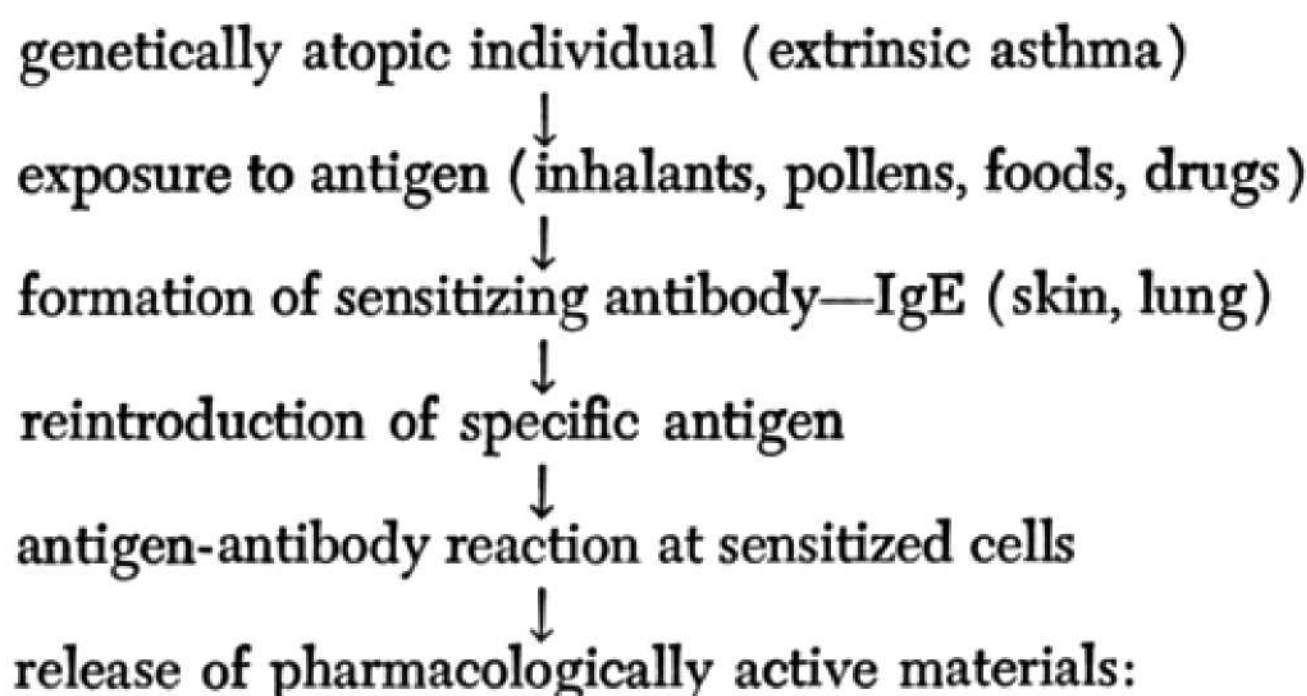 genetically atopic individual (extrinsic asthma)
↓
exposure to antigen (inhalants, pollens, foods, drugs)
↓
formation of sensitizing antibody—IgE (skin, lung)
↓
reintroduction of specific antigen
↓
antigen-antibody reaction at sensitized cells
↓
release of pharmacologically active materials: